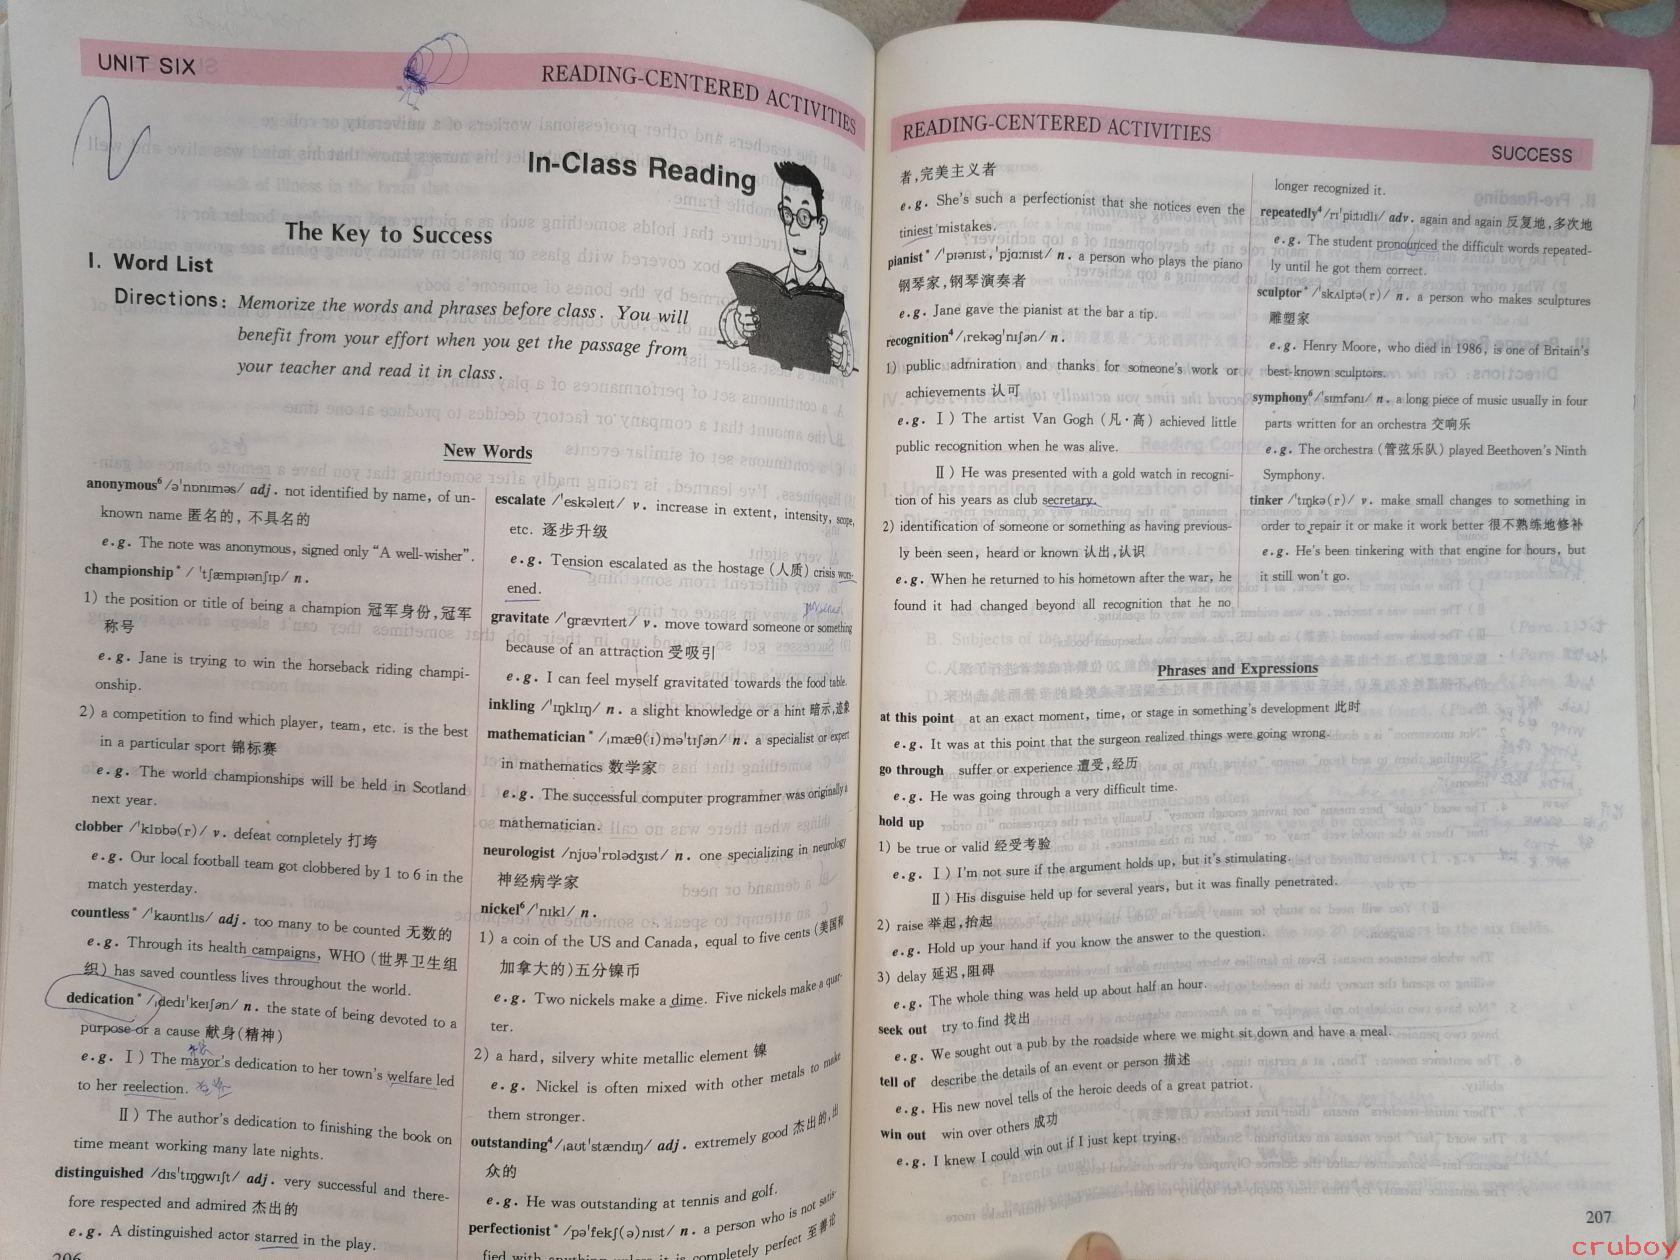 UNIT SIX
READING-CENTERED ACTIVITIES
In-Class Reading
The Key to Success
I. Word List
Directions: Memorize the words and phrases before class. You will
benefit from your effort when you get the passage from
your teacher and read it in class.
New Words
anonymous⁶ /ə'nɒnɪməs/ adj. not identified by name, of un-
known name 匿名的, 不具名的
e.g. The note was anonymous, signed only “A well-wisher”.
championship* / 'tʃæmpɪənʃɪp/ n.
1) the position or title of being a champion 冠军身份,冠军
称号
e.g. Jane is trying to win the horseback riding champi-
onship.
2) a competition to find which player, team, etc. is the best
in a particular sport 锦标赛
e.g. The world championships will be held in Scotland
next year.
clobber /'klɒbə(r)/ v. defeat completely 打垮
e.g. Our local football team got clobbered by 1 to 6 in the
match yesterday.
countless* /'kaʊntlɪs/ adj. too many to be counted 无数的
e.g. Through its health campaigns, WHO (世界卫生组
织) has saved countless lives throughout the world.
dedication* /ˌdedɪ'keɪʃən/ n. the state of being devoted to a
purpose or a cause 献身(精神)
e.g. Ⅰ) The mayor's dedication to her town's welfare led
to her reelection.
Ⅱ) The author's dedication to finishing the book on
time meant working many late nights.
distinguished /dɪs'tɪŋgwɪʃt/ adj. very successful and there-
fore respected and admired 杰出的
e.g. A distinguished actor starred in the play.
206
escalate /'eskəleɪt/ v. increase in extent, intensity, scope,
etc. 逐步升级
e.g. Tension escalated as the hostage (人质) crisis wors-
ened.
gravitate /'grævɪteɪt/ v. move toward someone or something
because of an attraction 受吸引
e.g. I can feel myself gravitated towards the food table.
inkling /'ɪŋklɪŋ/ n. a slight knowledge or a hint 暗示,迹象
mathematician* /ˌmæθ(ɪ)mə'tɪʃən/ n. a specialist or expert
in mathematics 数学家
e.g. The successful computer programmer was originally a
mathematician.
neurologist /njʊə'rɒlədʒɪst/ n. one specializing in neurology
神经病学家
nickel⁶ /'nɪkl/ n.
1) a coin of the US and Canada, equal to five cents (美国和
加拿大的)五分镍币
e.g. Two nickels make a dime. Five nickels make a quar-
ter.
2) a hard, silvery white metallic element 镍
e.g. Nickel is often mixed with other metals to make
them stronger.
outstanding⁴ /ˌaʊt'stændɪŋ/ adj. extremely good 杰出的,出
众的
e.g. He was outstanding at tennis and golf.
perfectionist* /pə'fekʃ(ə)nɪst/ n. a person who is not satis-
fied with anything unless it is completely perfect 至善论
READING-CENTERED ACTIVITIES
SUCCESS
者,完美主义者
e.g. She's such a perfectionist that she notices even the
tiniest mistakes.
pianist* /'pɪənɪst, 'pjɑːnɪst/ n. a person who plays the piano
钢琴家,钢琴演奏者
e.g. Jane gave the pianist at the bar a tip.
recognition⁴ /ˌrekəg'nɪʃən/ n.
1) public admiration and thanks for someone's work or
achievements 认可
e.g. Ⅰ) The artist Van Gogh (凡·高) achieved little
public recognition when he was alive.
Ⅱ) He was presented with a gold watch in recogni-
tion of his years as club secretary.
2) identification of someone or something as having previous-
ly been seen, heard or known 认出,认识
e.g. When he returned to his hometown after the war, he
found it had changed beyond all recognition that he no
longer recognized it.
repeatedly⁴ /rɪ'piːtɪdlɪ/ adv. again and again 反复地,多次地
e.g. The student pronounced the difficult words repeated-
ly until he got them correct.
sculptor* /'skʌlptə(r)/ n. a person who makes sculptures
雕塑家
e.g. Henry Moore, who died in 1986, is one of Britain's
best-known sculptors.
symphony⁶ /'sɪmfənɪ/ n. a long piece of music usually in four
parts written for an orchestra 交响乐
e.g. The orchestra (管弦乐队) played Beethoven's Ninth
Symphony.
tinker /'tɪŋkə(r)/ v. make small changes to something in
order to repair it or make it work better 很不熟练地修补
e.g. He's been tinkering with that engine for hours, but
it still won't go.
Phrases and Expressions
at this point at an exact moment, time, or stage in something's development 此时
e.g. It was at this point that the surgeon realized things were going wrong.
go through suffer or experience 遭受,经历
e.g. He was going through a very difficult time.
hold up
1) be true or valid 经受考验
e.g. Ⅰ) I'm not sure if the argument holds up, but it's stimulating.
Ⅱ) His disguise held up for several years, but it was finally penetrated.
2) raise 举起,抬起
e.g. Hold up your hand if you know the answer to the question.
3) delay 延迟,阻碍
e.g. The whole thing was held up about half an hour.
seek out try to find 找出
e.g. We sought out a pub by the roadside where we might sit down and have a meal.
tell of describe the details of an event or person 描述
e.g. His new novel tells of the heroic deeds of a great patriot.
win out win over others 成功
e.g. I knew I could win out if I just kept trying.
207
cruboy